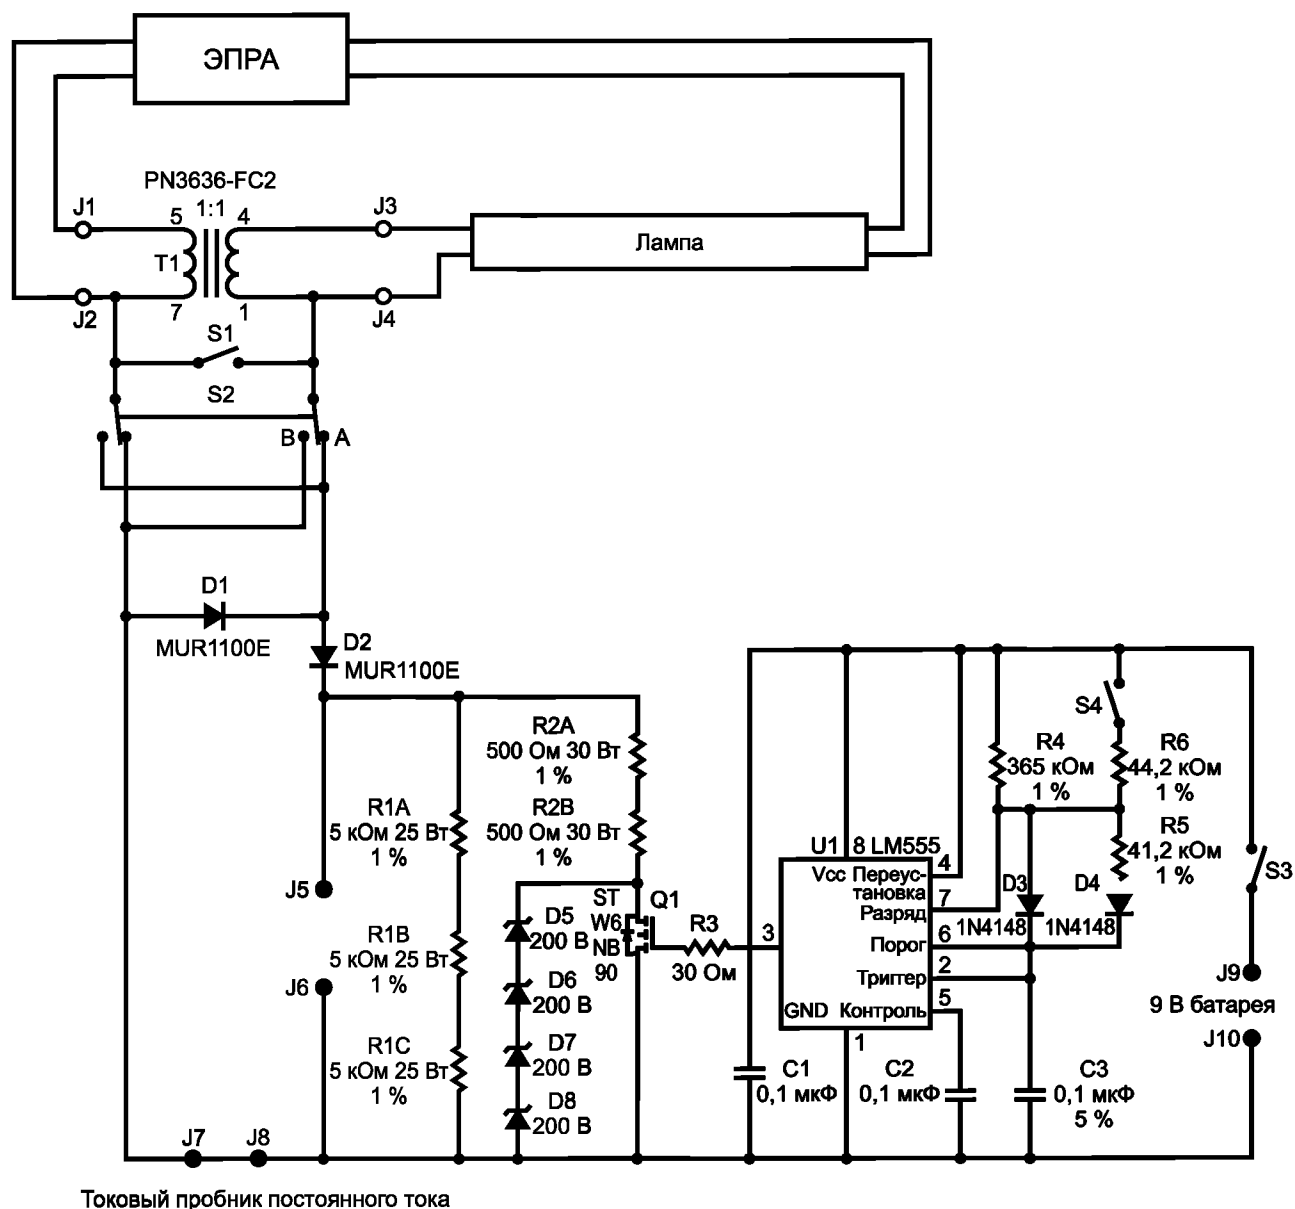 ЭПРА
PN3636-FC2
1:1
J1
5
4
J3
T1
Лампа
J2
7
1
J4
S1
S2
B
A
D1
MUR1100E
D2
MUR1100E
R2A
500 Ом 30 Вт
1 %
R2B
500 Ом 30 Вт
1 %
R1A
5 кОм 25 Вт
1 %
R1B
5 кОм 25 Вт
1 %
R1C
5 кОм 25 Вт
1 %
J5
J6
J7
J8
D5
200 В
D6
200 В
D7
200 В
D8
200 В
ST
W6
NB
90
Q1
R3
30 Ом
3
U1
8
LM555
Vcc
Переус-
тановка
4
Разряд
7
Порог
6
Триггер
2
GND
Контроль
5
1
C1
0,1 мкФ
C2
0,1 мкФ
C3
0,1 мкФ
5 %
S4
R4
365 кОм
1 %
R6
44,2 кОм
1 %
R5
41,2 кОм
1 %
D3
1N4148
D4
1N4148
S3
J9
9 В батарея
J10
Токовый пробник постоянного тока